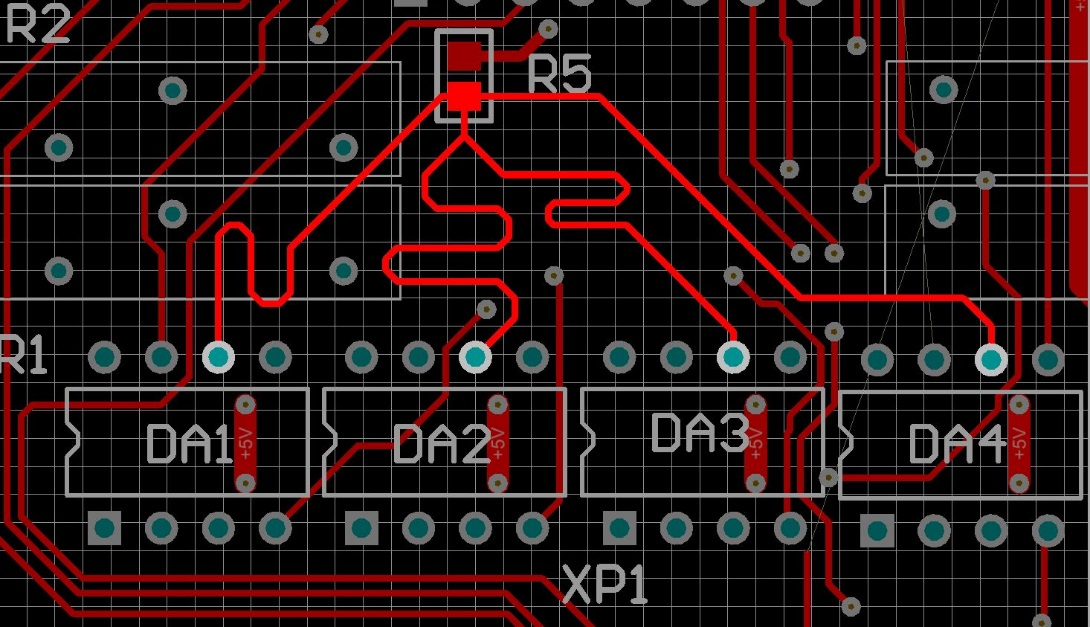 R2
R5
R1
DA1
+5V
DA2
+5V
DA3
+5V
DA4
+5V
XP1